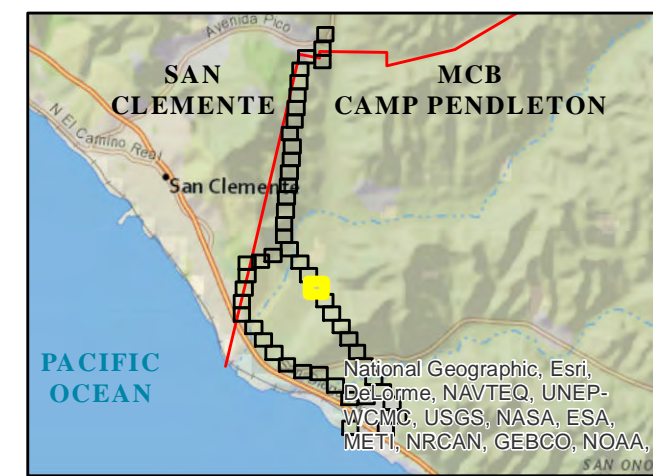 Avenida Pico
SAN
CLEMENTE
MCB
CAMP PENDLETON
N El Camino Real
San Clemente
PACIFIC
OCEAN
National Geographic, Esri,
DeLorme, NAVTEQ, UNEP-
WCMC, USGS, NASA, ESA,
METI, NRCAN, GEBCO, NOAA,
SAN ONO